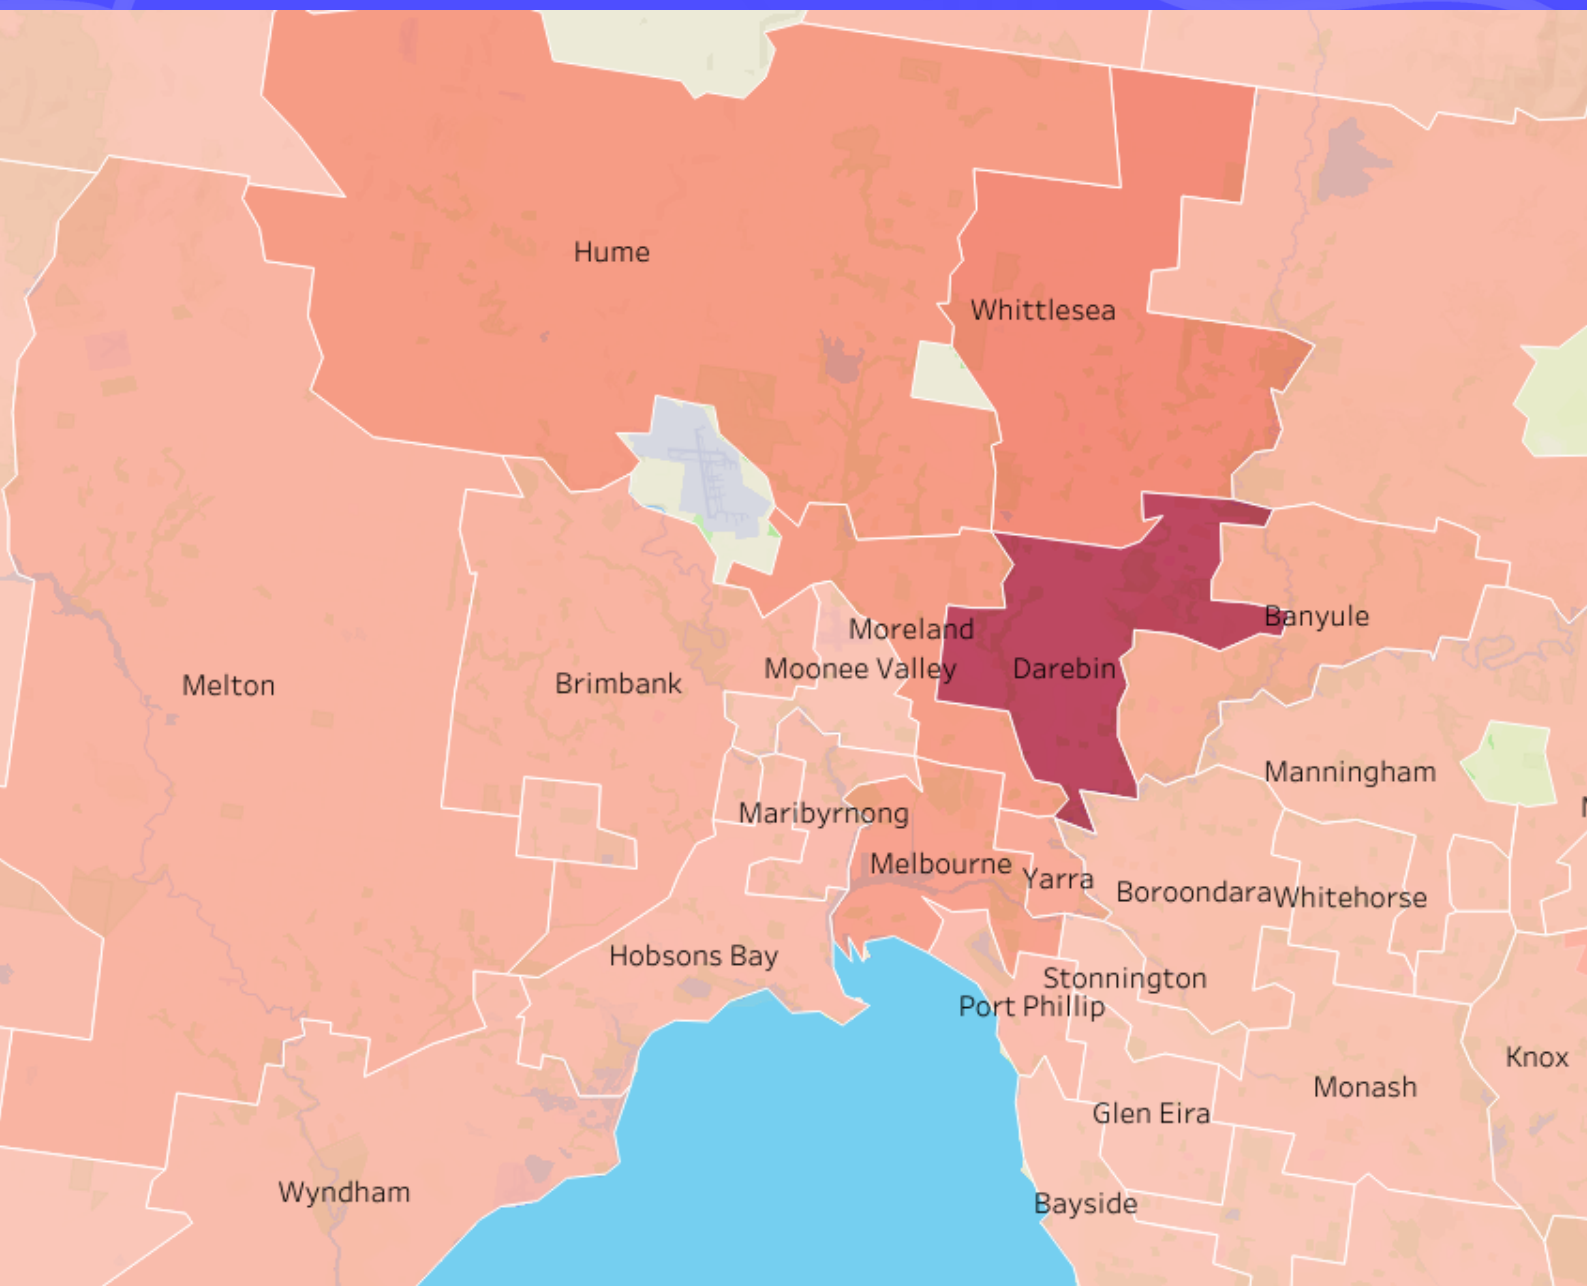 Hume
Whittlesea
Banyule
Moreland
Moonee Valley
Darebin
Melton
Brimbank
Manningham
Maribyrnong
Melbourne
Yarra
Boroondara
Whitehorse
Hobsons Bay
Stonnington
Port Phillip
Knox
Monash
Glen Eira
Wyndham
Bayside